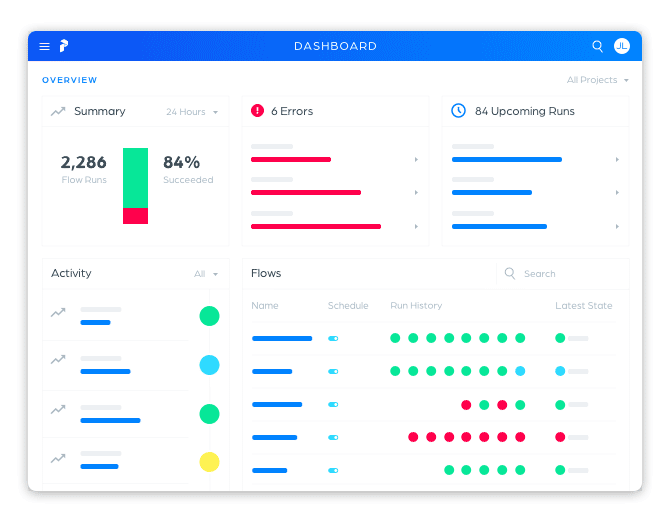 DASHBOARD
JL
OVERVIEW
All Projects
Summary
24 Hours
2,286
Flow Runs
84%
Succeeded
6 Errors
84 Upcoming Runs
Activity
All
Flows
Search
Name
Schedule
Run History
Latest State